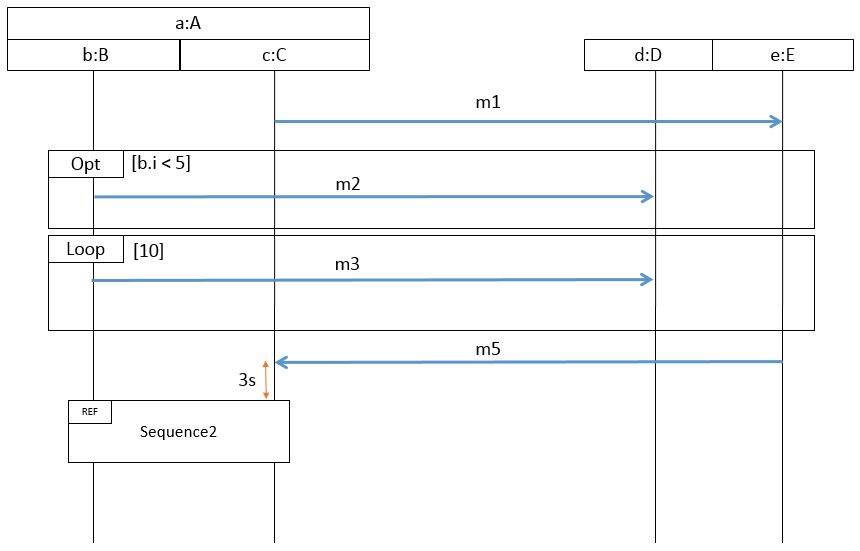 a:A
b:B
c:C
d:D
e:E
m1
Opt
[b.i < 5]
m2
Loop
[10]
m3
m5
3s
REF
Sequence2